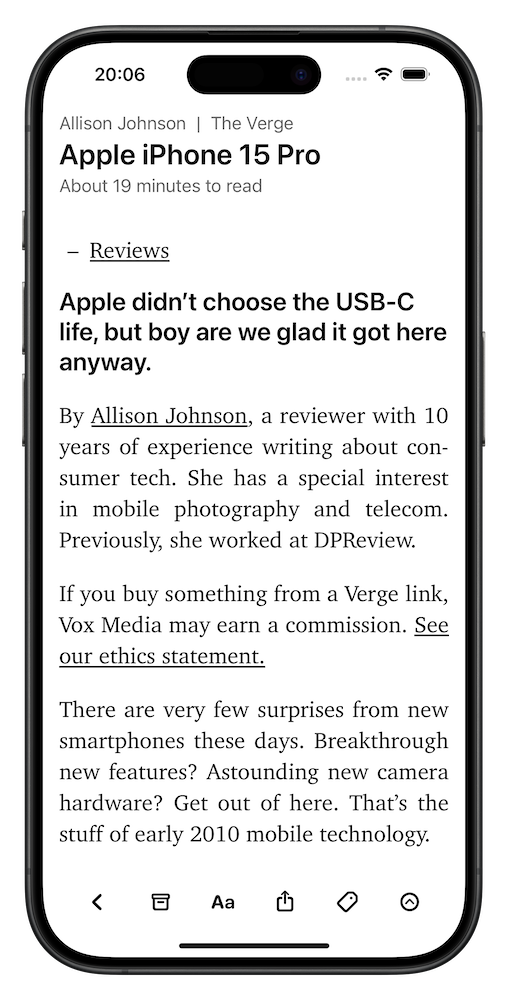 20:06
Allison Johnson | The Verge
Apple iPhone 15 Pro
About 19 minutes to read
– Reviews
Apple didn’t choose the USB-C
life, but boy are we glad it got here
anyway.
By Allison Johnson, a reviewer with 10
years of experience writing about con-
sumer tech. She has a special interest
in mobile photography and telecom.
Previously, she worked at DPReview.
If you buy something from a Verge link,
Vox Media may earn a commission. See
our ethics statement.
There are very few surprises from new
smartphones these days. Breakthrough
new features? Astounding new camera
hardware? Get out of here. That’s the
stuff of early 2010 mobile technology.
Aa